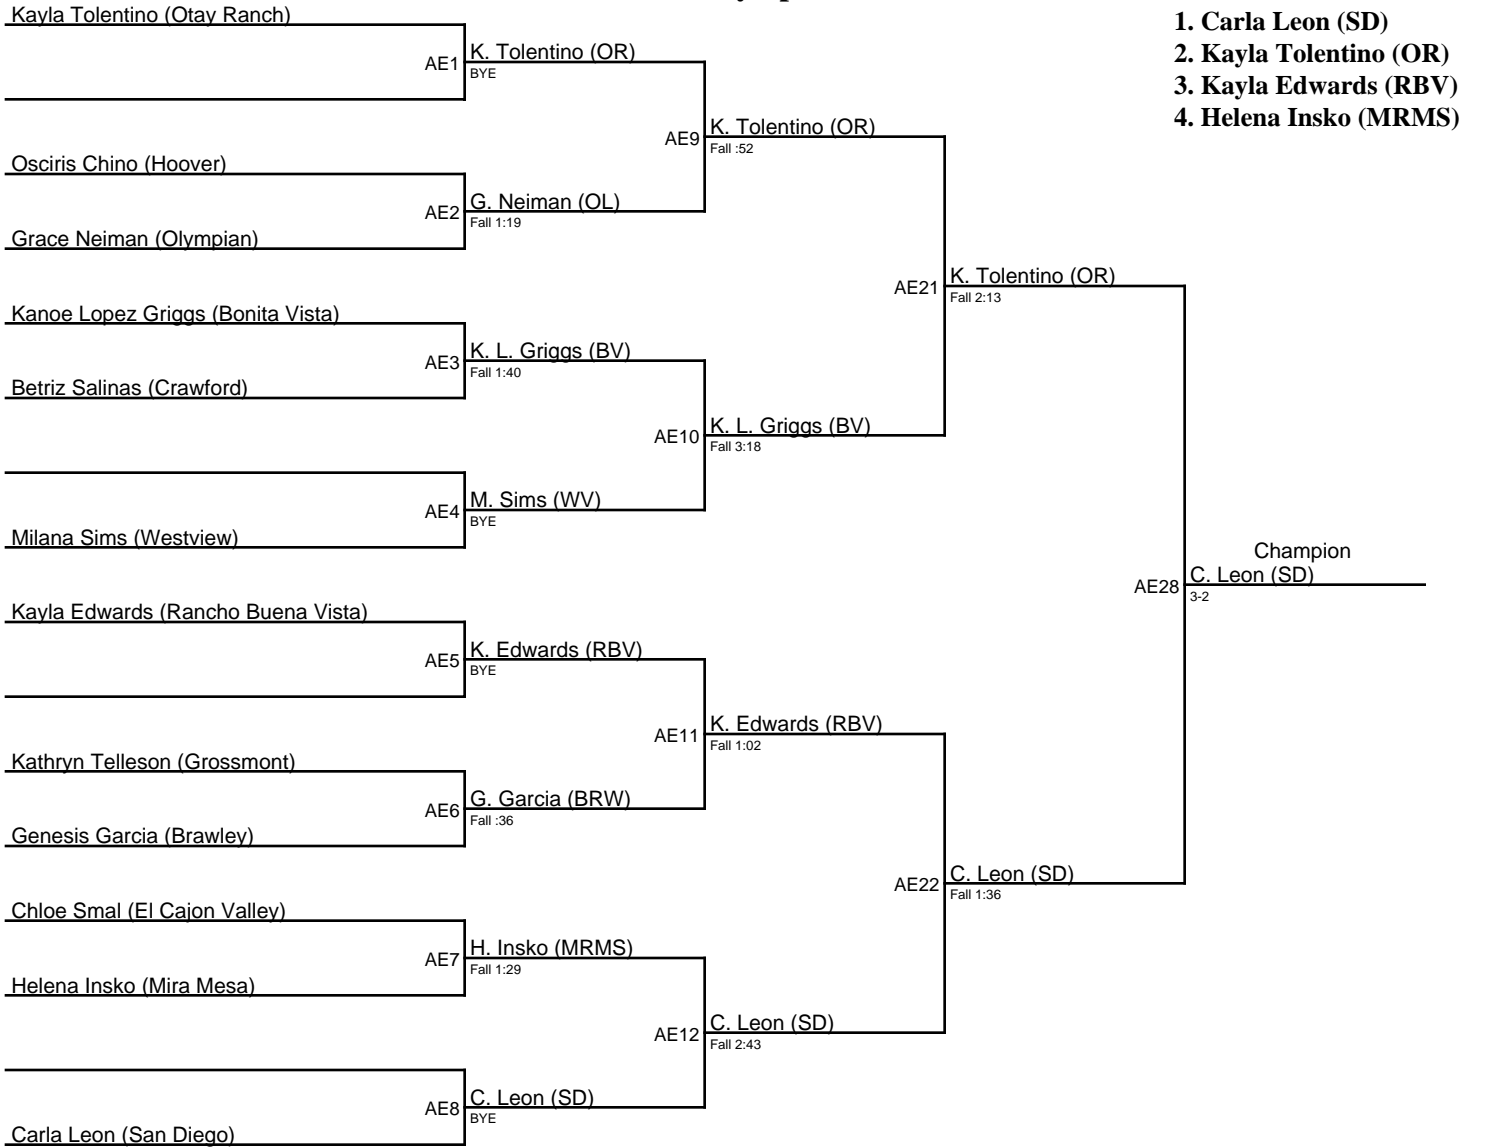 Kayla Tolentino (Otay Ranch)
AE1
K. Tolentino (OR)
BYE
Osciris Chino (Hoover)
AE2
G. Neiman (OL)
Fall 1:19
Grace Neiman (Olympian)
AE9
K. Tolentino (OR)
Fall :52
Kanoe Lopez Griggs (Bonita Vista)
AE3
K. L. Griggs (BV)
Fall 1:40
Betriz Salinas (Crawford)
AE10
K. L. Griggs (BV)
Fall 3:18
AE4
M. Sims (WV)
BYE
Milana Sims (Westview)
AE21
K. Tolentino (OR)
Fall 2:13
Kayla Edwards (Rancho Buena Vista)
AE5
K. Edwards (RBV)
BYE
AE11
K. Edwards (RBV)
Fall 1:02
Kathryn Telleson (Grossmont)
AE6
G. Garcia (BRW)
Fall :36
Genesis Garcia (Brawley)
AE22
C. Leon (SD)
Fall 1:36
Chloe Smal (El Cajon Valley)
AE7
H. Insko (MRMS)
Fall 1:29
Helena Insko (Mira Mesa)
AE12
C. Leon (SD)
Fall 2:43
AE8
C. Leon (SD)
BYE
Carla Leon (San Diego)
Champion
AE28
C. Leon (SD)
3-2
1. Carla Leon (SD)
2. Kayla Tolentino (OR)
3. Kayla Edwards (RBV)
4. Helena Insko (MRMS)